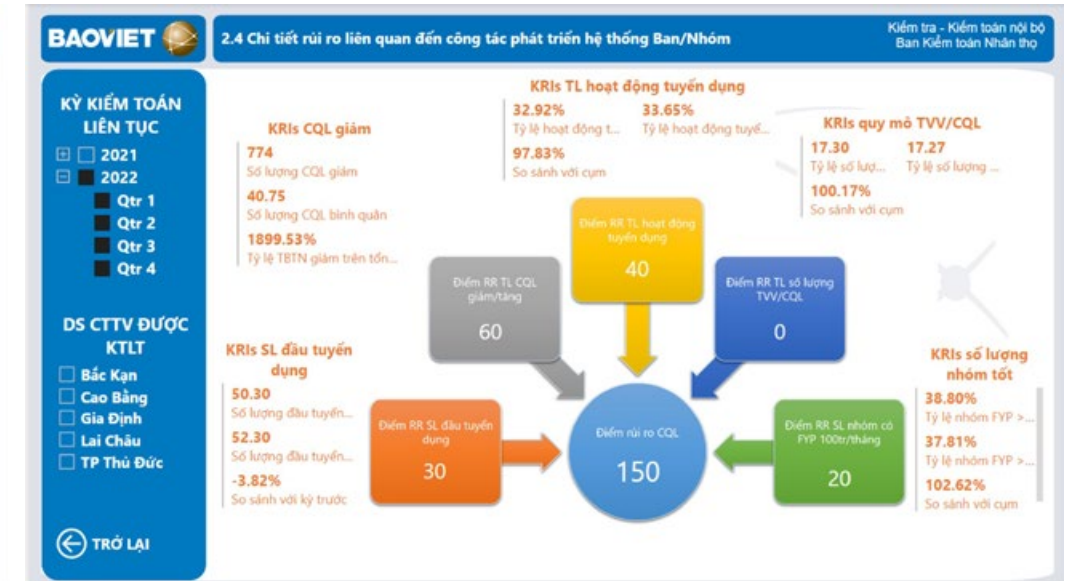 BAOVIET
2.4 Chi tiết rủi ro liên quan đến công tác phát triển hệ thống Ban/Nhóm
Kiểm tra - Kiểm toán nội bộ
Ban Kiểm toán Nhân thọ
KỲ KIỂM TOÁN
LIÊN TỤC
2021
2022
Qtr 1
Qtr 2
Qtr 3
Qtr 4
DS CTTV ĐƯỢC
KTLT
Bắc Kạn
Cao Bằng
Gia Định
Lai Châu
TP Thủ Đức
TRỞ LẠI
KRIs CQL giảm
774
Số lượng CQL giảm
40.75
Số lượng CQL bình quân
1899.53%
Tỷ lệ TBTN giảm trên tổn...
KRIs TL hoạt động tuyển dụng
32.92%
Tỷ lệ hoạt động t...
33.65%
Tỷ lệ hoạt động tuyể...
97.83%
So sánh với cụm
KRIs quy mô TVV/CQL
17.30
Tỷ lệ số lượ...
17.27
Tỷ lệ số lượng ...
100.17%
So sánh với cụm
KRIs SL đầu tuyển
dụng
50.30
Số lượng đầu tuyển...
52.30
Số lượng đầu tuyển...
-3.82%
So sánh với kỳ trước
Điểm RR SL đầu tuyển
dụng
30
Điểm RR TL CQL
giảm/tăng
60
Điểm RR TL hoạt động
tuyển dụng
40
Điểm RR TL số lượng
TVV/CQL
0
Điểm RR SL nhóm có
FYP 100tr/tháng
20
Điểm rủi ro CQL
150
KRIs số lượng
nhóm tốt
38.80%
Tỷ lệ nhóm FYP >...
37.81%
Tỷ lệ nhóm FYP >...
102.62%
So sánh với cụm